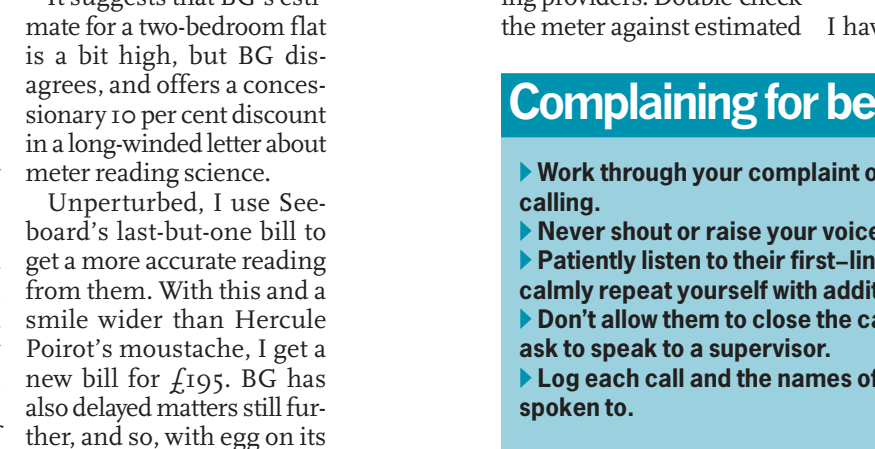 It suggests that BG's esti-
mate for a two-bedroom flat
is a bit high, but BG dis-
agrees, and offers a conces-
sionary 10 per cent discount
in a long-winded letter about
meter reading science.
Unperturbed, I use See-
board's last-but-one bill to
get a more accurate reading
from them. With this and a
smile wider than Hercule
Poirot's moustache, I get a
new bill for £195. BG has
also delayed matters still fur-
ther, and so, with egg on its
ing providers. Double-check
the meter against estimated
I hav
Complaining for be
Work through your complaint o
calling.
Never shout or raise your voice
Patiently listen to their first–lin
calmly repeat yourself with addit
Don't allow them to close the ca
ask to speak to a supervisor.
Log each call and the names of
spoken to.